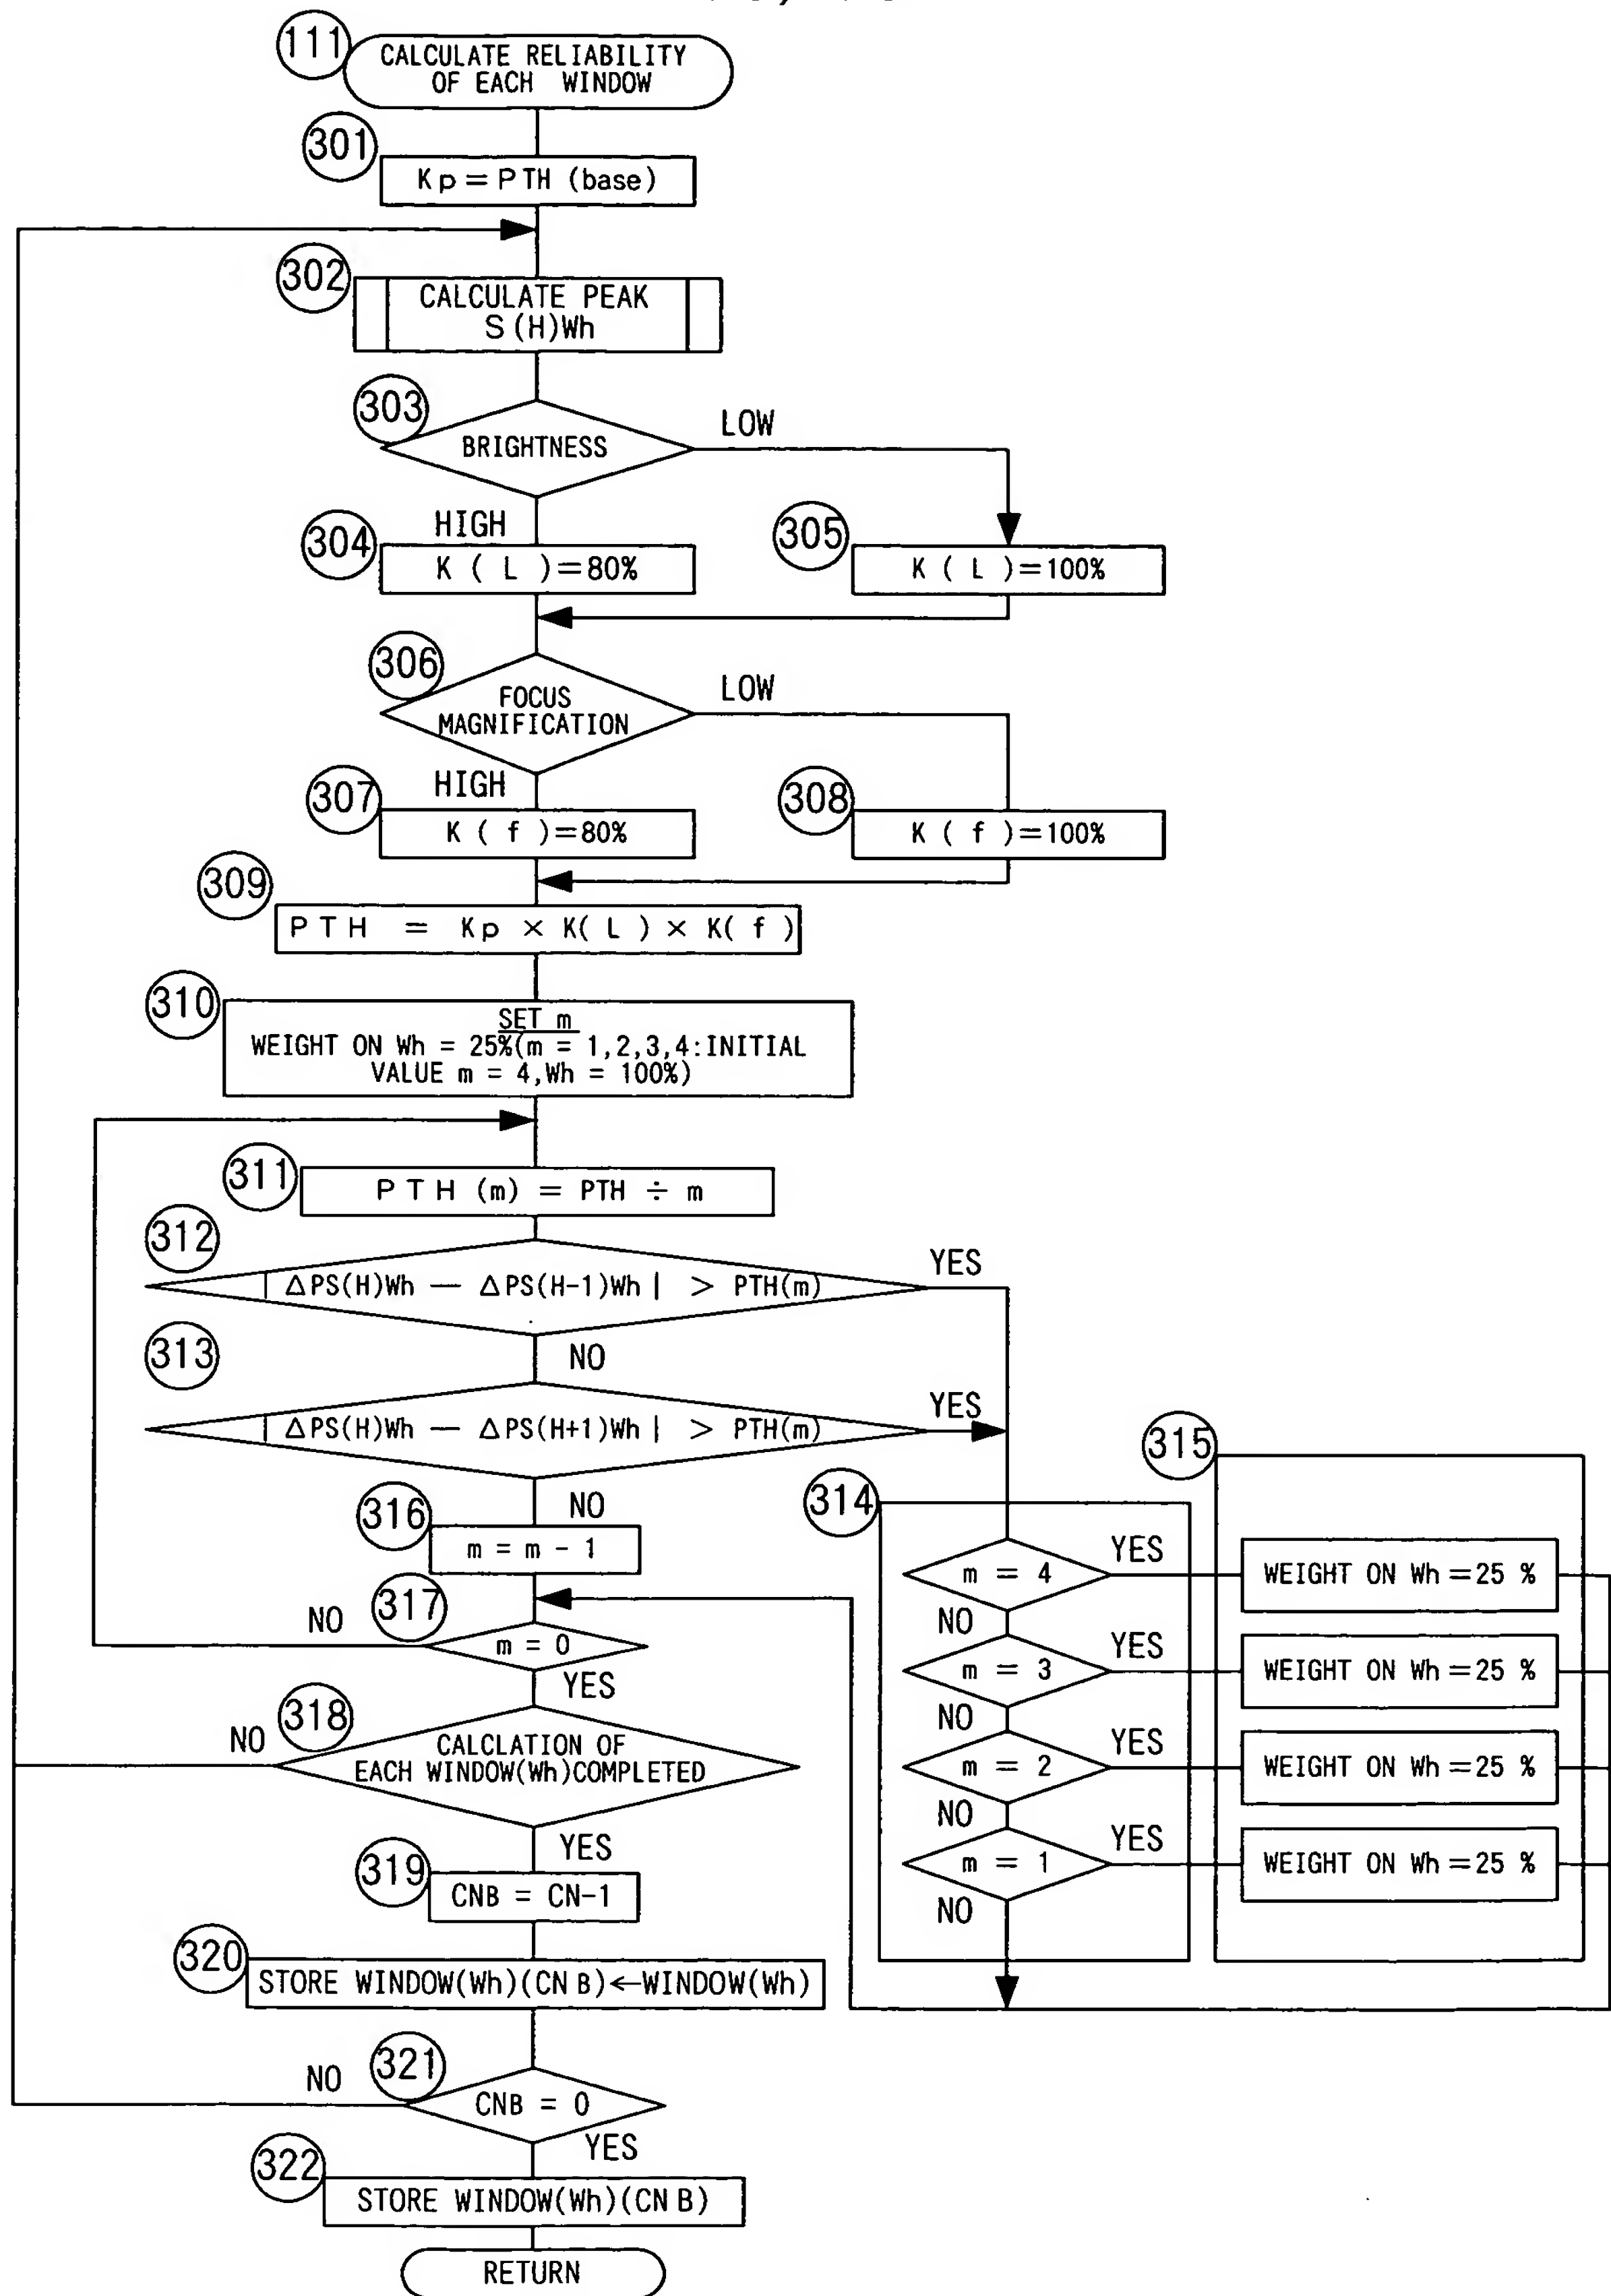 111
CALCULATE RELIABILITY
OF EACH WINDOW
301
Kp = PTH (base)
302
CALCULATE PEAK
S(H)Wh
303
BRIGHTNESS
LOW
HIGH
304
K ( L )=80%
305
K ( L )=100%
306
FOCUS
MAGNIFICATION
LOW
HIGH
307
K ( f )=80%
308
K ( f )=100%
309
PTH = Kp × K( L ) × K( f )
310
SET m
WEIGHT ON Wh = 25%(m = 1,2,3,4:INITIAL
VALUE m = 4,Wh = 100%)
311
PTH (m) = PTH ÷ m
312
| ΔPS(H)Wh — ΔPS(H-1)Wh | > PTH(m)
YES
NO
313
| ΔPS(H)Wh — ΔPS(H+1)Wh | > PTH(m)
YES
NO
314
315
316
m = m - 1
m = 4
YES
WEIGHT ON Wh =25 %
NO
317
NO
m = 0
YES
m = 3
YES
WEIGHT ON Wh =25 %
NO
318
NO
CALCLATION OF
EACH WINDOW(Wh)COMPLETED
YES
m = 2
YES
WEIGHT ON Wh =25 %
NO
m = 1
YES
WEIGHT ON Wh =25 %
NO
319
CNB = CN-1
320
STORE WINDOW(Wh)(CNB)←WINDOW(Wh)
321
NO
CNB = 0
YES
322
STORE WINDOW(Wh)(CNB)
RETURN